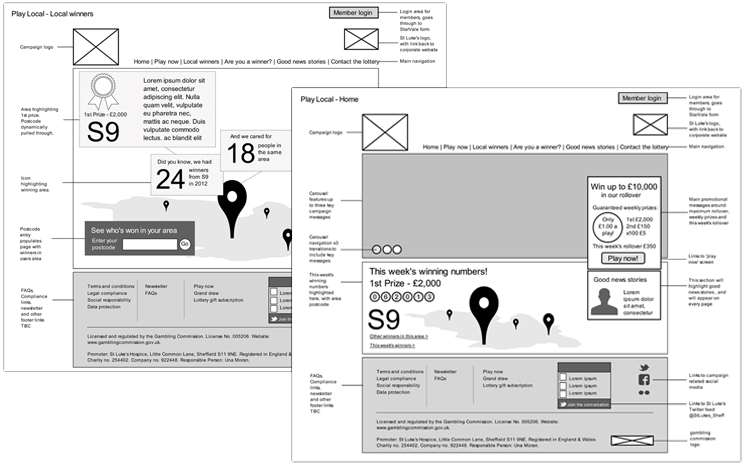 Play Local - Local winners
Member login
Login area for
members, goes
through to
StarVale form
Campaign logo
St Luke's logo,
with link back to
corporate website
Home | Play now | Local winners | Are you a winner? | Good news stories | Contact the lottery
Main navigation
Area highlighting
1st prize.
Postcode
dynamically
pulled through.
1st Prize - £2,000
S9
Lorem ipsum dolor sit
amet, consectetur
adipiscing elit. Nulla
quam velit, vulputate
eu pharetra nec,
mattis ac neque. Duis
vulputate commodo
lectus. ac blandit elit
And we cared for
18
people in
the same
area
Did you know, we had
24
winners
from S9
in 2012
Icon
highlighting
winning area.
Postcode
entry
populates
page with
winners in
users area
See who's won in your area
Enter your
postcode
Go
FAQs,
Compliance
links,
newsletter
and other
footer links
TBC
Terms and conditions
Legal compliance
Social responsibility
Data protection
Newsletter
FAQs
Play now
Grand draw
Lottery gift subscription
Lorem
Lorem
Join the
Licensed and regulated by the Gambling Commission. License No. 005206. Website:
www.gamblingcommission.gov.uk.
Promoter: St Luke's Hospice, Little Common Lane, Sheffield S11 9NE. Registered in England &
Charity no. 254402. Company no. 922448. Responsible Person: Una Moran.
Play Local - Home
Member login
Login area for
members, goes
through to
StarVale form
Campaign logo
St Luke's logo,
with link back to
corporate website
Home | Play now | Local winners | Are you a winner? | Good news stories | Contact the lottery
Main navigation
Carousel
features up
to three key
campaign
messages
Carousel
navigation x3
transitions to
include key
messages.
Win up to £10,000
in our rollover
Guaranteed weekly prizes:
Only
£1.00 a
play!
1st £2,000
2nd £150
x100 £5
This week's rollover £350
Play now!
Main promotional
messages around
maximum rollover,
weekly prizes and
this week's rollover
Links to 'play
now' screen
This week's
winning
numbers
highlighted
here, with area
postcode
This week's winning numbers!
1st Prize - £2,000
0 6 2 0 1 3
S9
Other winners in this area >
This week's winners >
Good news stories
Lorem
ipsum dolor
sit amet,
consectetur
This section will
highlight good
news stories, and
will appear on
every page
FAQs,
Compliance
links,
newsletter
and other
footer links
TBC
Terms and conditions
Legal compliance
Social responsibility
Data protection
Newsletter
FAQs
Play now
Grand draw
Lottery gift subscription
Lorem ipsum
Lorem ipsum
Join the conversation
Links to campaign
related social
media
Links to St Luke's
Twitter feed:
@StLukes_Sheff
Licensed and regulated by the Gambling Commission. License No. 005206. Website:
www.gamblingcommission.gov.uk.
Promoter: St Luke's Hospice, Little Common Lane, Sheffield S11 9NE. Registered in England & Wales
Charity no. 254402. Company no. 922448. Responsible Person: Una Moran.
gambling
commission
logo